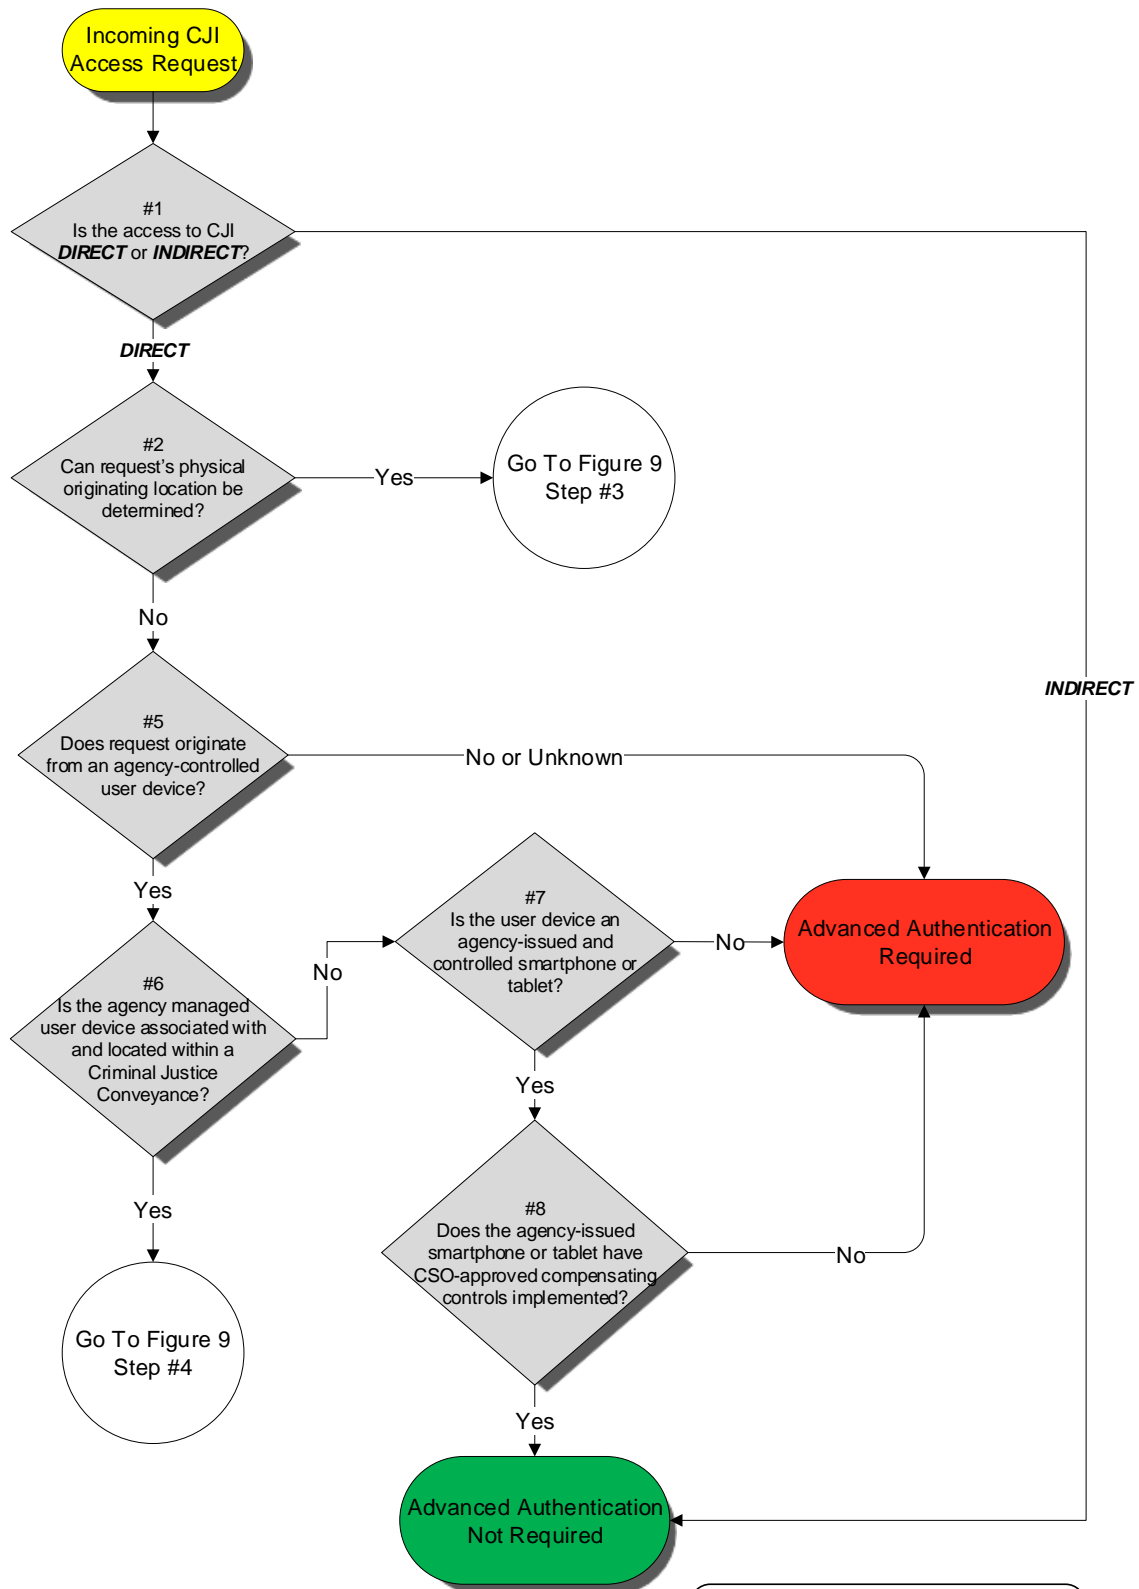 Incoming CJI
Access Request
#1
Is the access to CJI
DIRECT or INDIRECT?
DIRECT
#2
Can request's physical
originating location be
determined?
Yes
Go To Figure 9
Step #3
No
INDIRECT
#5
Does request originate
from an agency-controlled
user device?
No or Unknown
Yes
#6
Is the agency managed
user device associated with
and located within a
Criminal Justice
Conveyance?
No
#7
Is the user device an
agency-issued and
controlled smartphone or
tablet?
No
Advanced Authentication
Required
Yes
Yes
#8
Does the agency-issued
smartphone or tablet have
CSO-approved compensating
controls implemented?
No
Go To Figure 9
Step #4
Yes
Advanced Authentication
Not Required